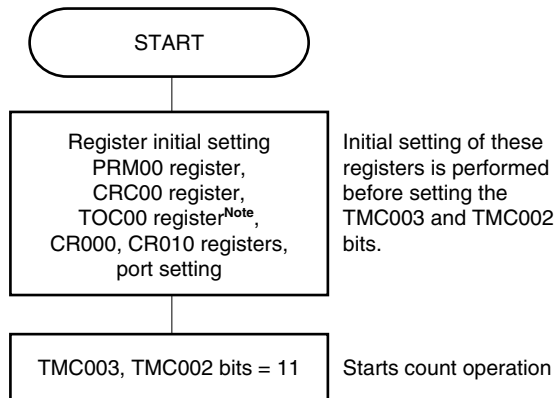 START
Register initial setting
PRM00 register,
CRC00 register,
TOC00 registerNote,
CR000, CR010 registers,
port setting
Initial setting of these
registers is performed
before setting the
TMC003 and TMC002
bits.
TMC003, TMC002 bits = 11
Starts count operation